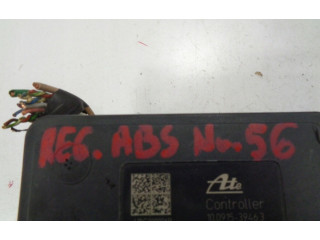 REG. ABS No. 56
Ate
Controller